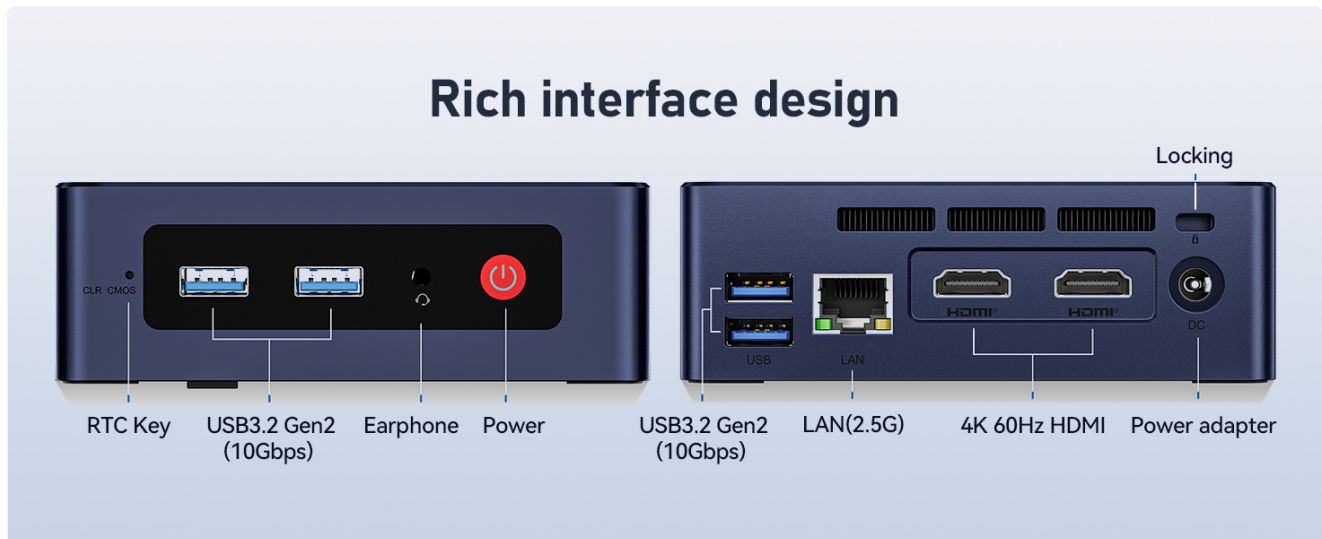 Rich interface design
Locking
CLR CMOS
HDMI®
HDMI®
USB
LAN
DC
RTC Key
USB3.2 Gen2
(10Gbps)
Earphone
Power
USB3.2 Gen2
(10Gbps)
LAN(2.5G)
4K 60Hz HDMI
Power adapter